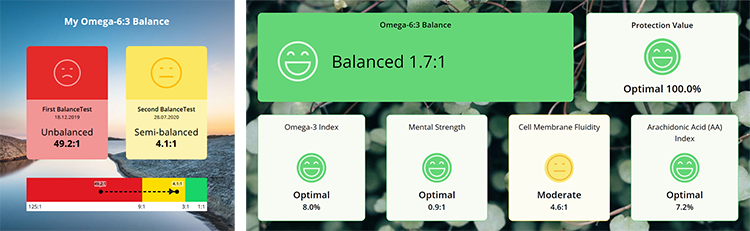 My Omega-6:3 Balance
First BalanceTest
18.12.2019
Unbalanced
49.2:1
Second BalanceTest
28.07.2020
Semi-balanced
4.1:1
49.2:1
4.1:1
125:1
9:1
3:1
1:1
Omega-6:3 Balance
Balanced 1.7:1
Protection Value
Optimal 100.0%
Omega-3 Index
Optimal
8.0%
Mental Strength
Optimal
0.9:1
Cell Membrane Fluidity
Moderate
4.6:1
Arachidonic Acid (AA)
Index
Optimal
7.2%